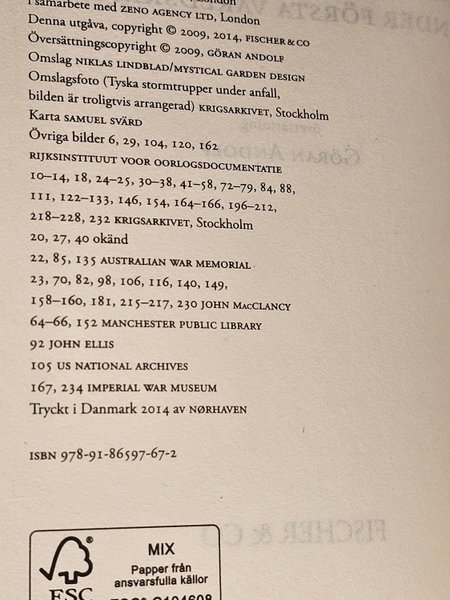 I samarbete med ZENO AGENCY LTD, London
Denna utgåva, copyright © 2009, 2014, FISCHER & CO
Översättningscopyright © 2009, GÖRAN ANDOLF
Omslag NIKLAS LINDBLAD/MYSTICAL GARDEN DESIGN
Omslagsfoto (Tyska stormtrupper under anfall,
bilden är troligtvis arrangerad) KRIGSARKIVET, Stockholm
Karta SAMUEL SVÄRD
Övriga bilder 6, 29, 104, 120, 162
RIJKSINSTITUUT VOOR OORLOGSDOCUMENTATIE
10–14, 18, 24–25, 30–38, 41–58, 72–79, 84, 88,
111, 122–133, 146, 154, 164–166, 196–212,
218–228, 232 KRIGSARKIVET, Stockholm
20, 27, 40 okänd
22, 85, 135 AUSTRALIAN WAR MEMORIAL
23, 70, 82, 98, 106, 116, 140, 149,
158–160, 181, 215–217, 230 JOHN MACCLANCY
64–66, 152 MANCHESTER PUBLIC LIBRARY
92 JOHN ELLIS
105 US NATIONAL ARCHIVES
167, 234 IMPERIAL WAR MUSEUM
Tryckt i Danmark 2014 av NØRHAVEN
ISBN 978-91-86597-67-2
FISCHER & CO
MIX
Papper från
ansvarsfulla källor
FSC